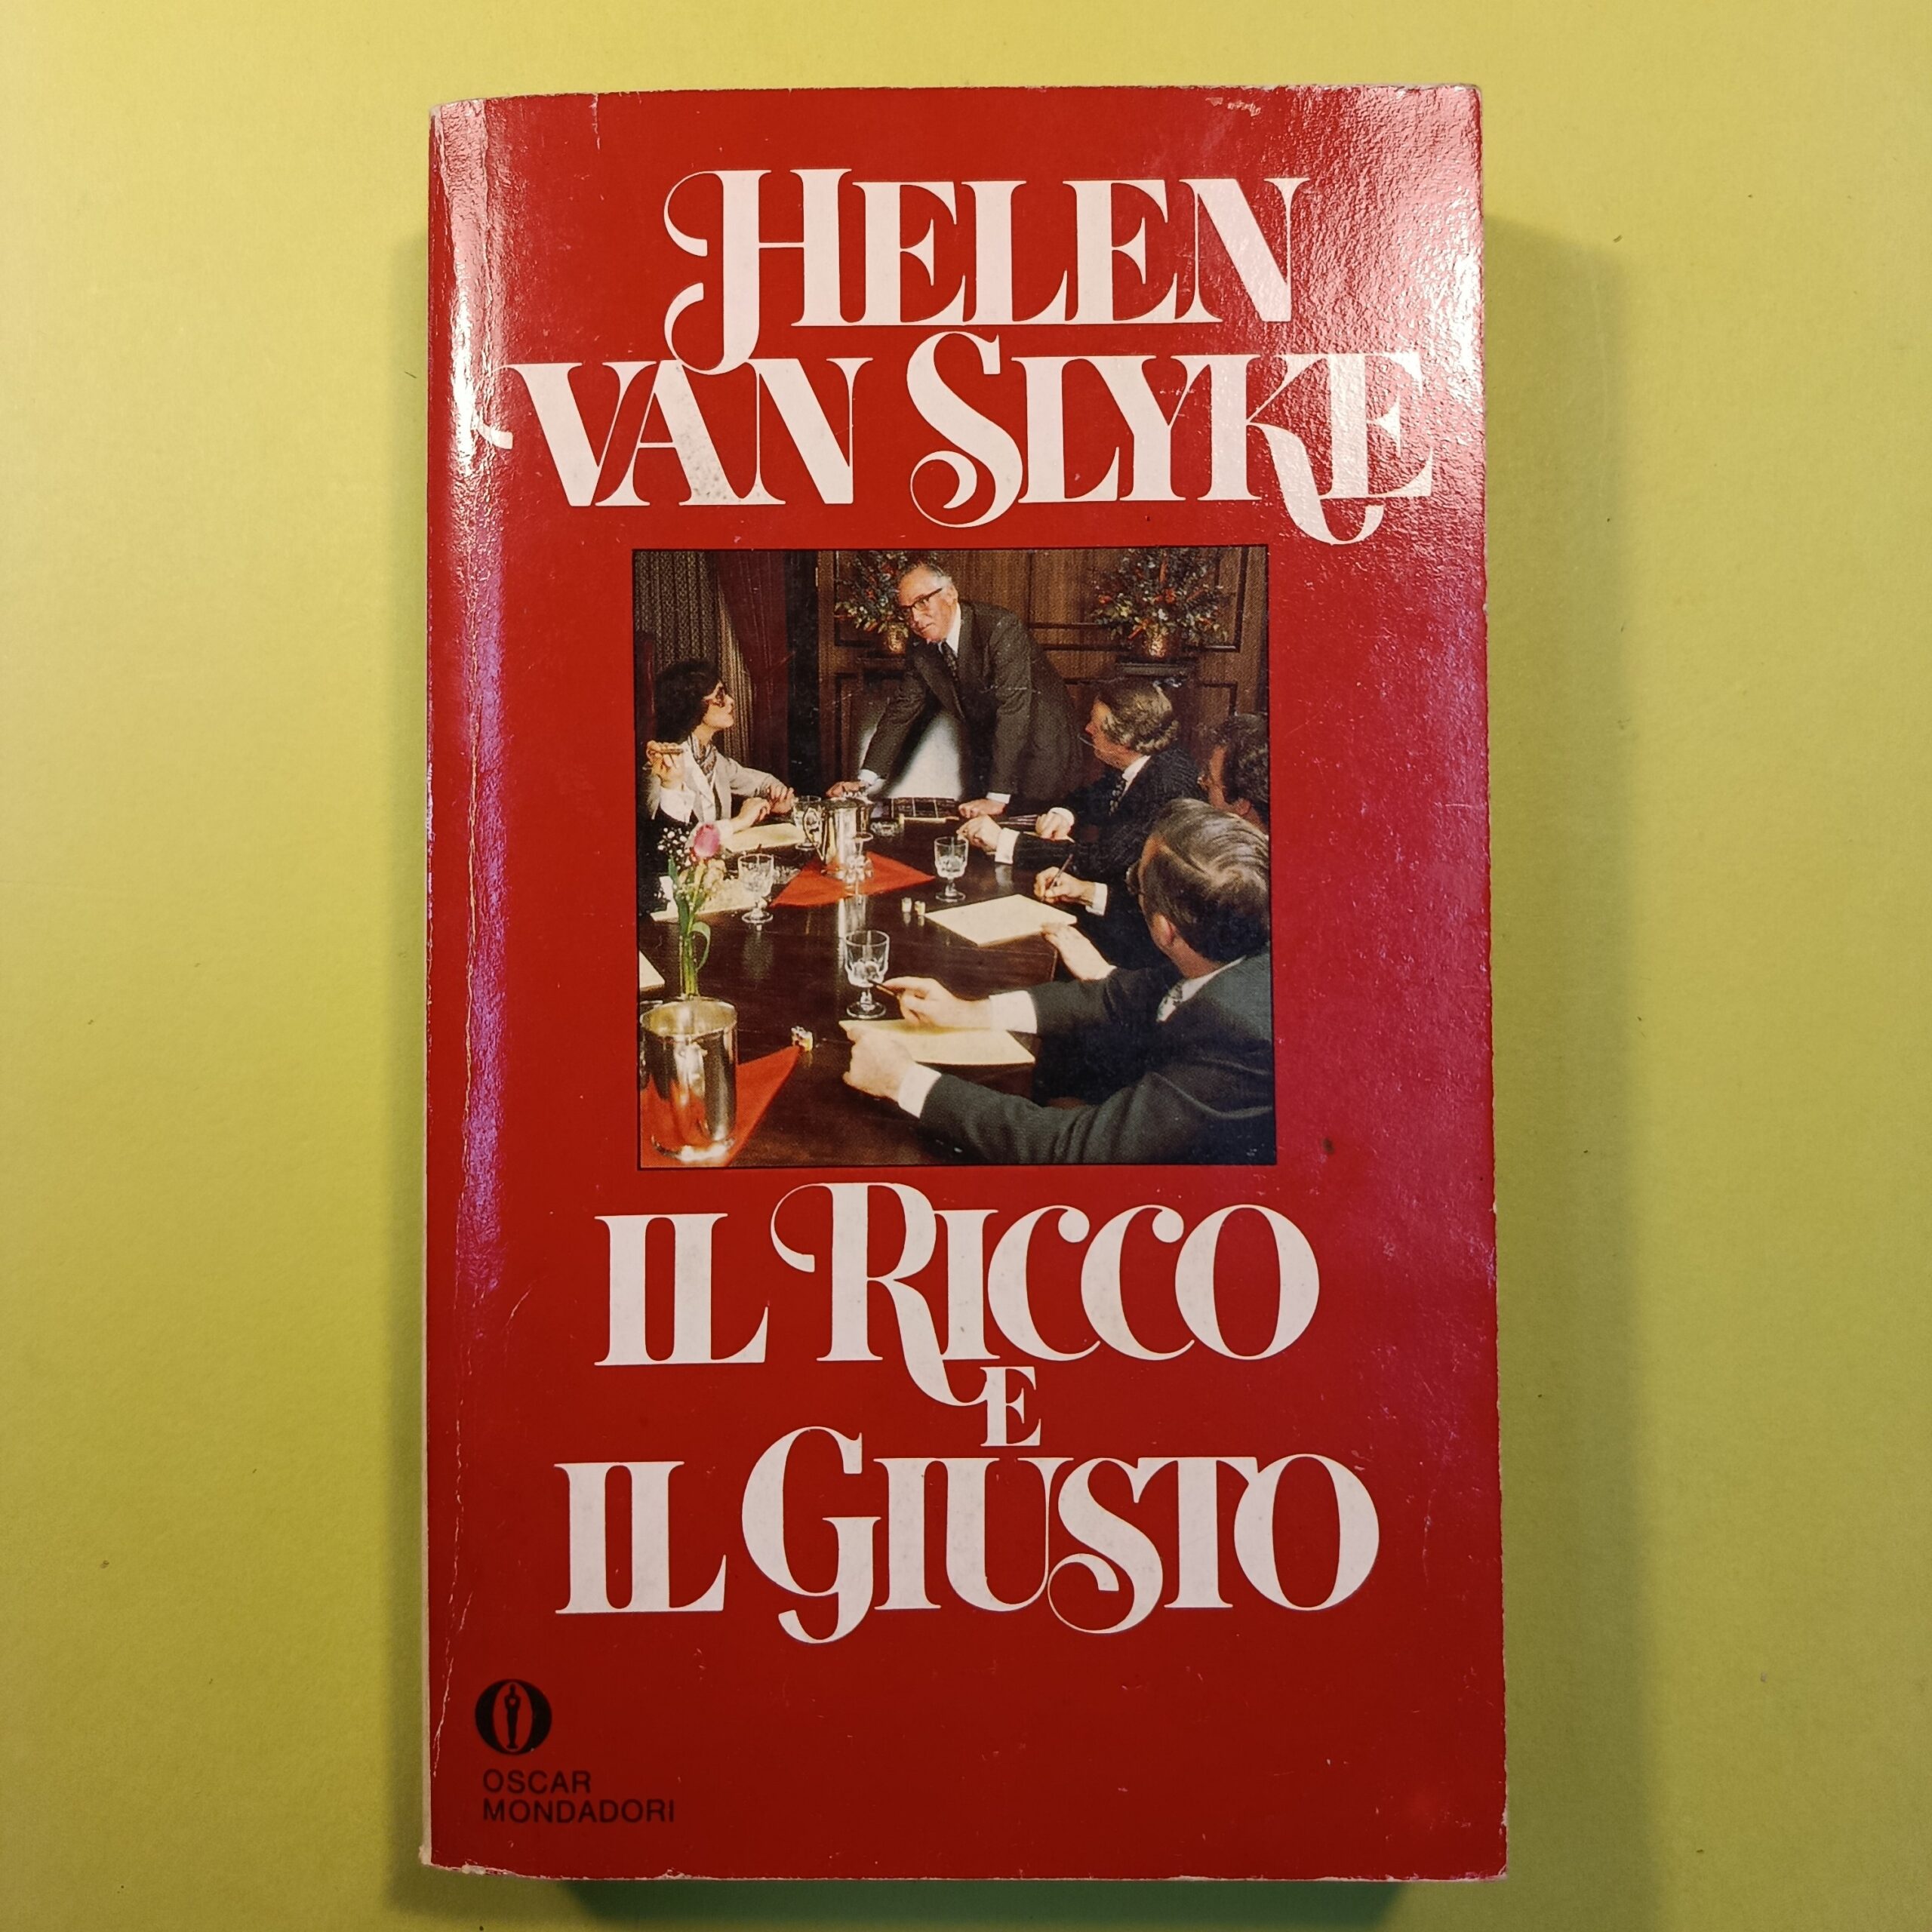 HELEN
VAN SLYKE
IL RICCO
E
IL GIUSTO
OSCAR
MONDADORI